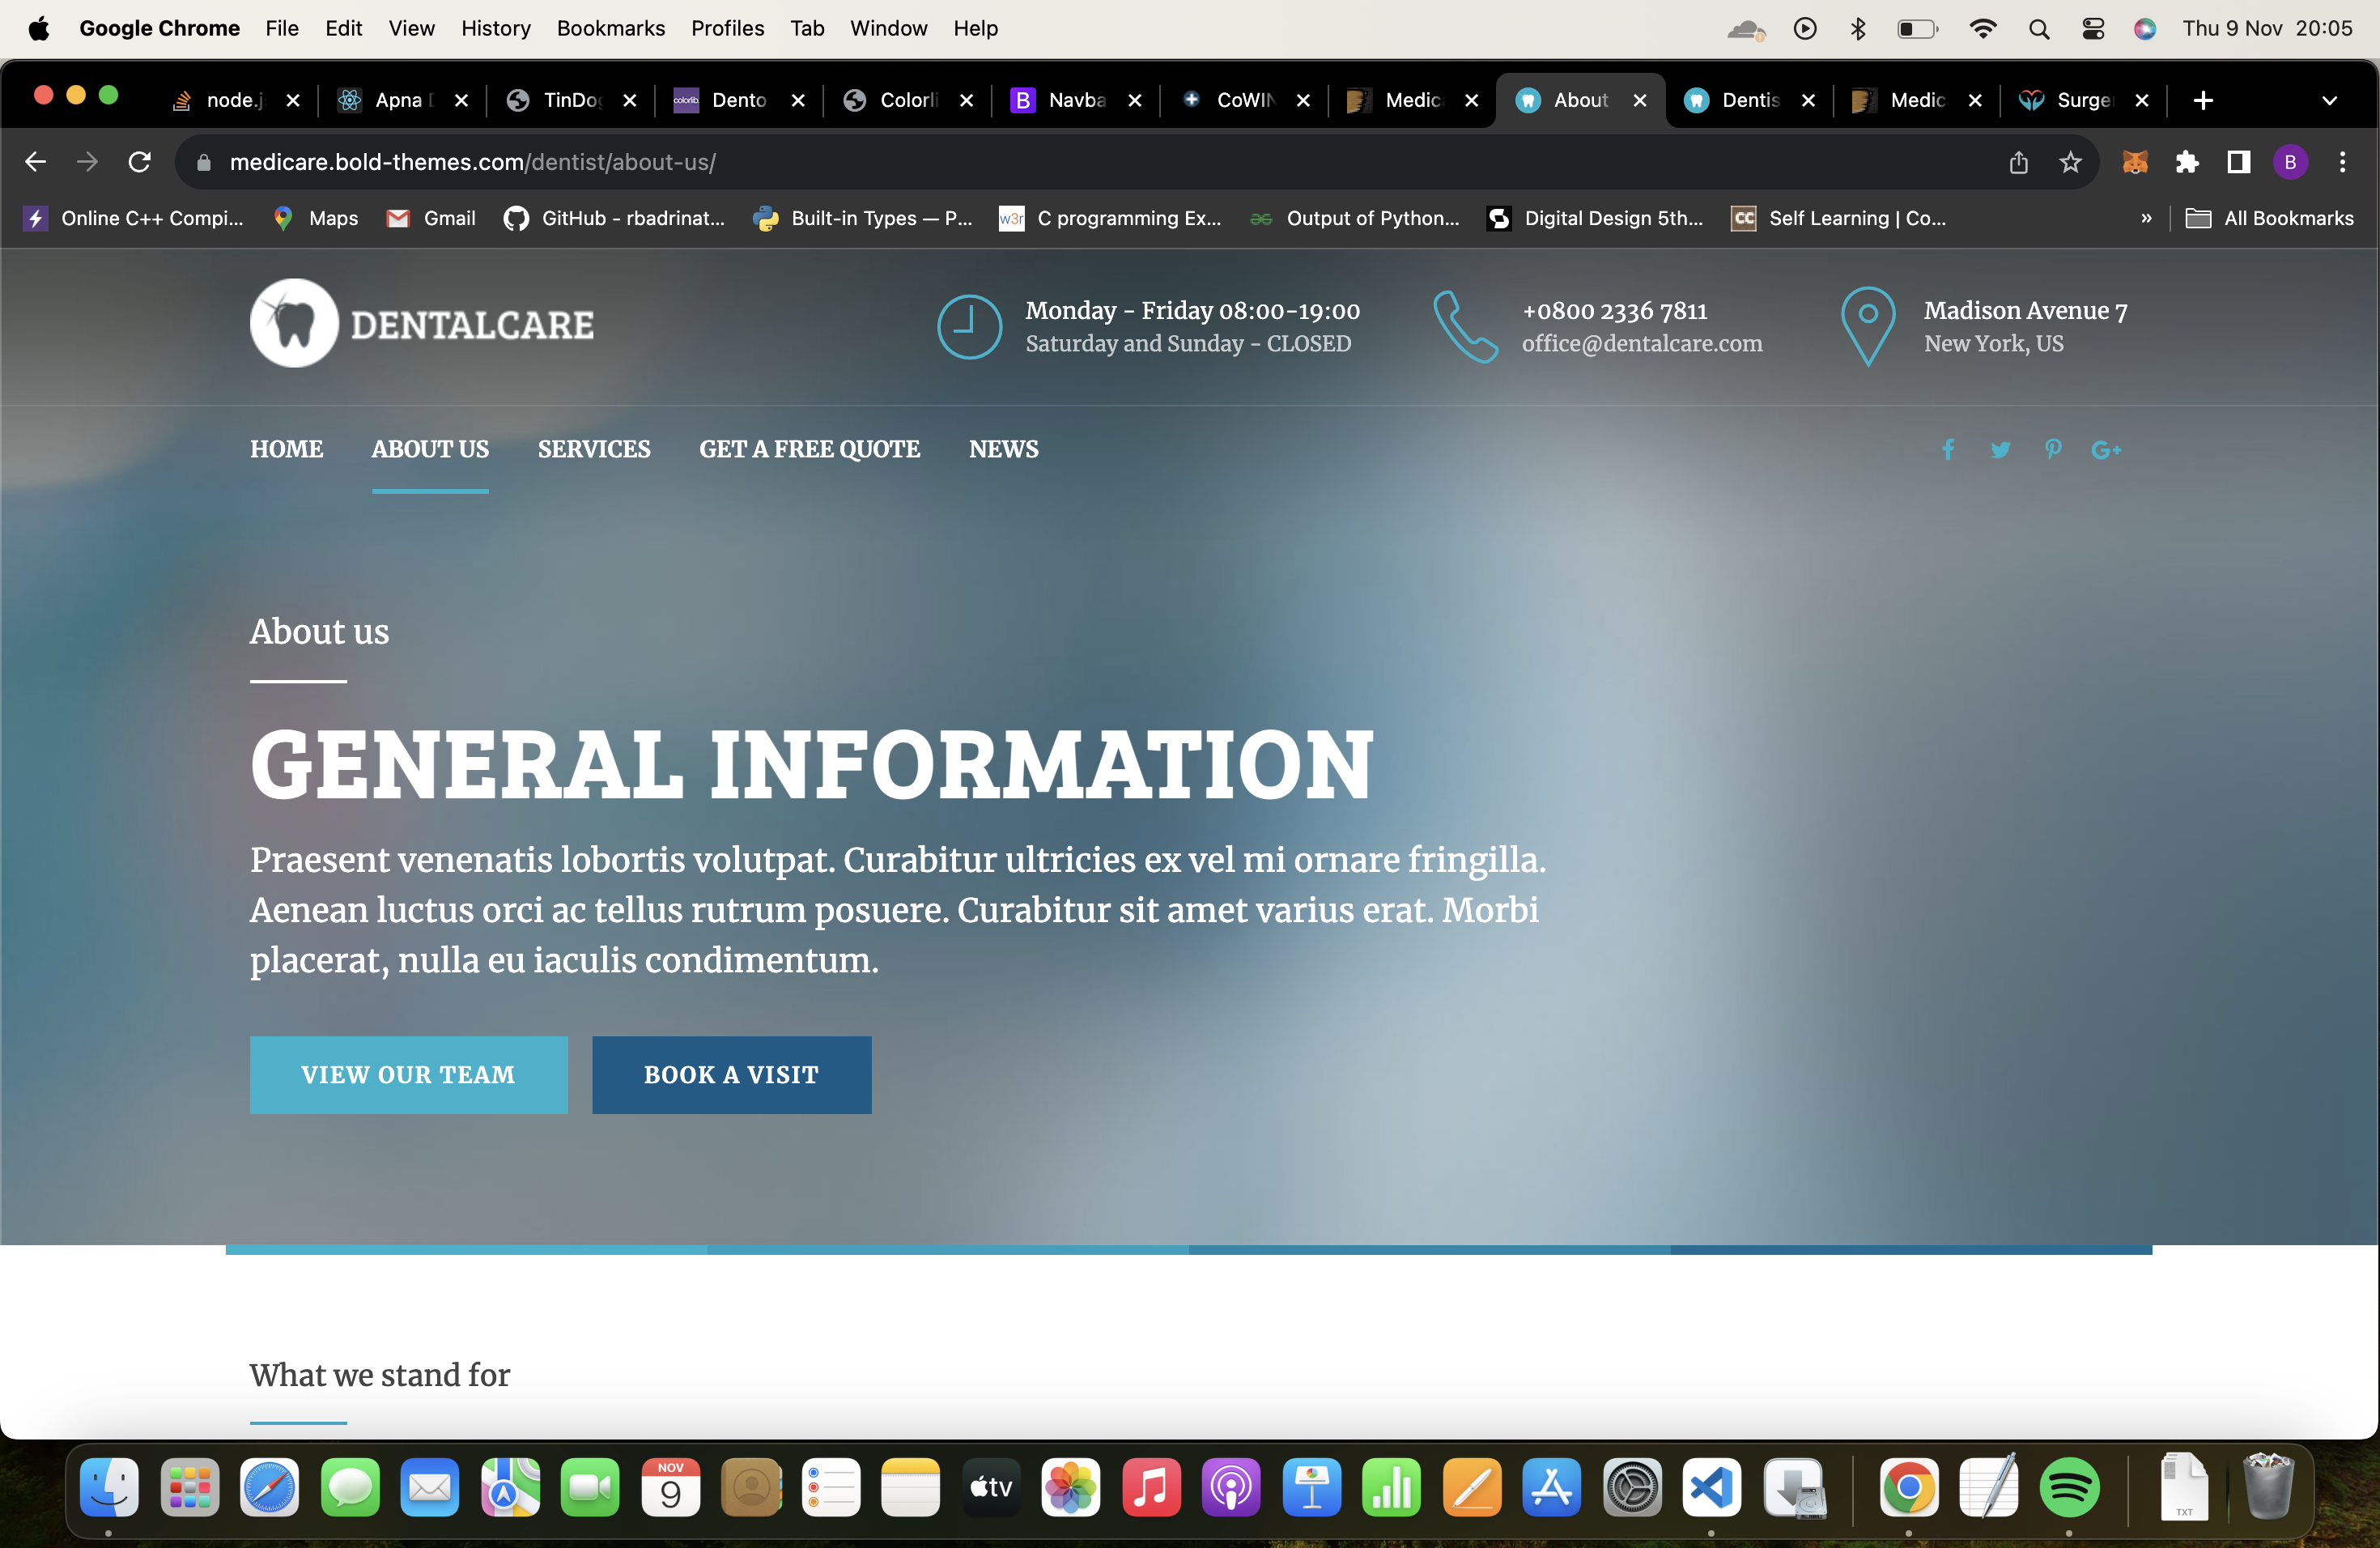 Google Chrome File Edit View History Bookmarks Profiles Tab Window Help Thu 9 Nov 20:05
node.j Apna TinDog Dento Colorli B Navba CoWIN Medic About Dentis Medic Surge
medicare.bold-themes.com/dentist/about-us/ B
Online C++ Compi... Maps Gmail GitHub - rbadrinat... Built-in Types — P... w3r C programming Ex... Output of Python... Digital Design 5th... CC Self Learning | Co... » All Bookmarks
DENTALCARE
Monday - Friday 08:00-19:00
Saturday and Sunday - CLOSED
+0800 2336 7811
office@dentalcare.com
Madison Avenue 7
New York, US
HOME ABOUT US SERVICES GET A FREE QUOTE NEWS
About us
GENERAL INFORMATION
Praesent venenatis lobortis volutpat. Curabitur ultricies ex vel mi ornare fringilla.
Aenean luctus orci ac tellus rutrum posuere. Curabitur sit amet varius erat. Morbi
placerat, nulla eu iaculis condimentum.
VIEW OUR TEAM BOOK A VISIT
What we stand for
NOV
9
tv
TXT